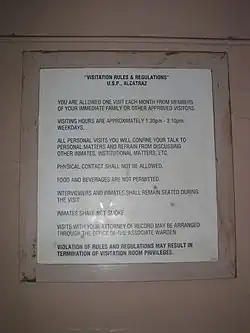 "VISITATION RULES & REGULATIONS"
U.S.P., ALCATRAZ
YOU ARE ALLOWED ONE VISIT EACH MONTH FROM MEMBERS
OF YOUR IMMEDIATE FAMILY OR OTHER APPROVED VISITORS.
VISITING HOURS ARE APPROXIMATELY 1:30pm - 3:10pm
WEEKDAYS.
ALL PERSONAL VISITS YOU WILL CONFINE YOUR TALK TO
PERSONAL MATTERS AND REFRAIN FROM DISCUSSING
OTHER INMATES, INSTITUTIONAL MATTERS, ETC.
PHYSICAL CONTACT SHALL NOT BE ALLOWED.
FOOD AND BEVERAGES ARE NOT PERMITTED.
INTERVIEWERS AND INMATES SHALL REMAIN SEATED DURING
THE VISIT.
INMATES SHALL NOT SMOKE.
VISITS WITH YOUR ATTORNEY OF RECORD MAY BE ARRANGED
THROUGH THE OFFICE OF THE ASSOCIATE WARDEN.
VIOLATION OF RULES AND REGULATIONS MAY RESULT IN
TERMINATION OF VISITATION ROOM PRIVILEGES.